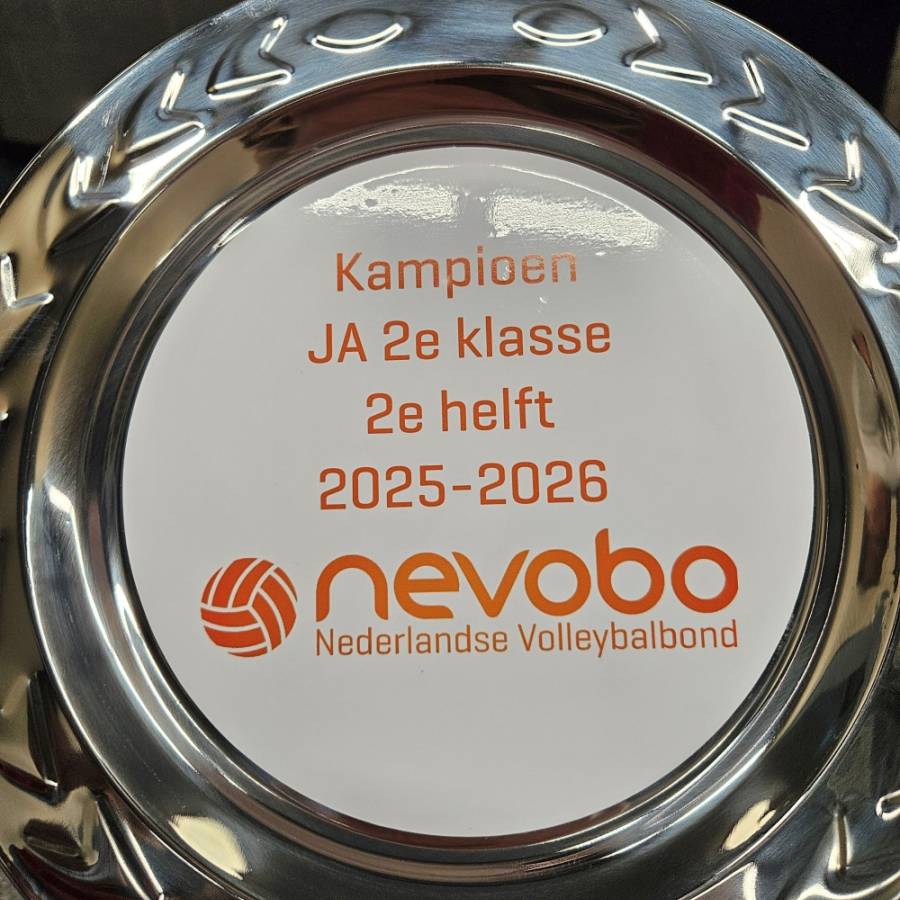 Kampioen
JA 2e klasse
2e helft
2025-2026
nevobo
Nederlandse Volleybalbond